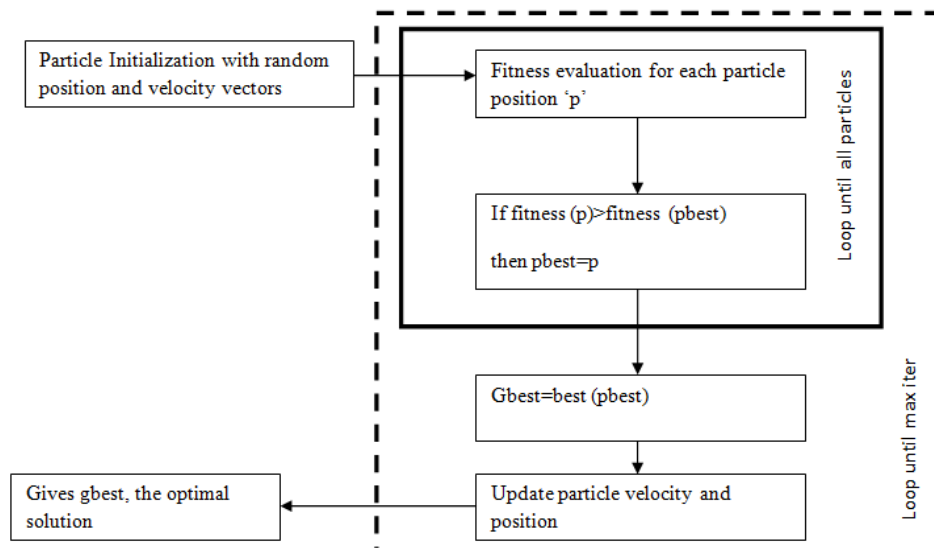 Particle Initialization with random
position and velocity vectors
Fitness evaluation for each particle
position ‘p’
If fitness (p)>fitness (pbest)
then pbest=p
Loop until all particles
Gbest=best (pbest)
Update particle velocity and
position
Loop until max iter
Gives gbest, the optimal
solution